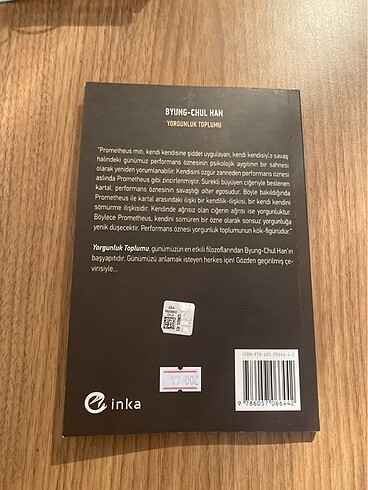 BYUNG-CHUL HAN
YORGUNLUK TOPLUMU
"Prometheus miti, kendi kendisine şiddet uygulayan, kendi kendisiyle savaş
halindeki günümüz performans öznesinin psikolojik aygıtının bir sahnesi
olarak yeniden yorumlanabilir. Kendisini özgür zanneden performans öznesi
aslında Prometheus gibi zincirlenmiştir. Sürekli büyüyen ciğeriyle beslenen
kartal, performans öznesinin savaştığı alter egosudur. Böyle bakıldığında
Prometheus ile kartal arasındaki ilişki bir kendilik-ilişkisi, bir kendi kendini
sömürme ilişkisidir. Kendinde ağrısız olan ciğerin ağrısı ise yorgunluktur.
Böylece Prometheus, kendini sömüren bir özne olarak sonsuz yorgunluğa
yenik düşecektir. Performans öznesi yorgunluk toplumunun kök-figürüdür."
Yorgunluk Toplumu, günümüzün en etkili filozoflarından Byung-Chul Han'ın
başyapıtıdır. Günümüzü anlamak isteyen herkes için! Gözden geçirilmiş çe-
virisiyle...
inka
9 786057 066442